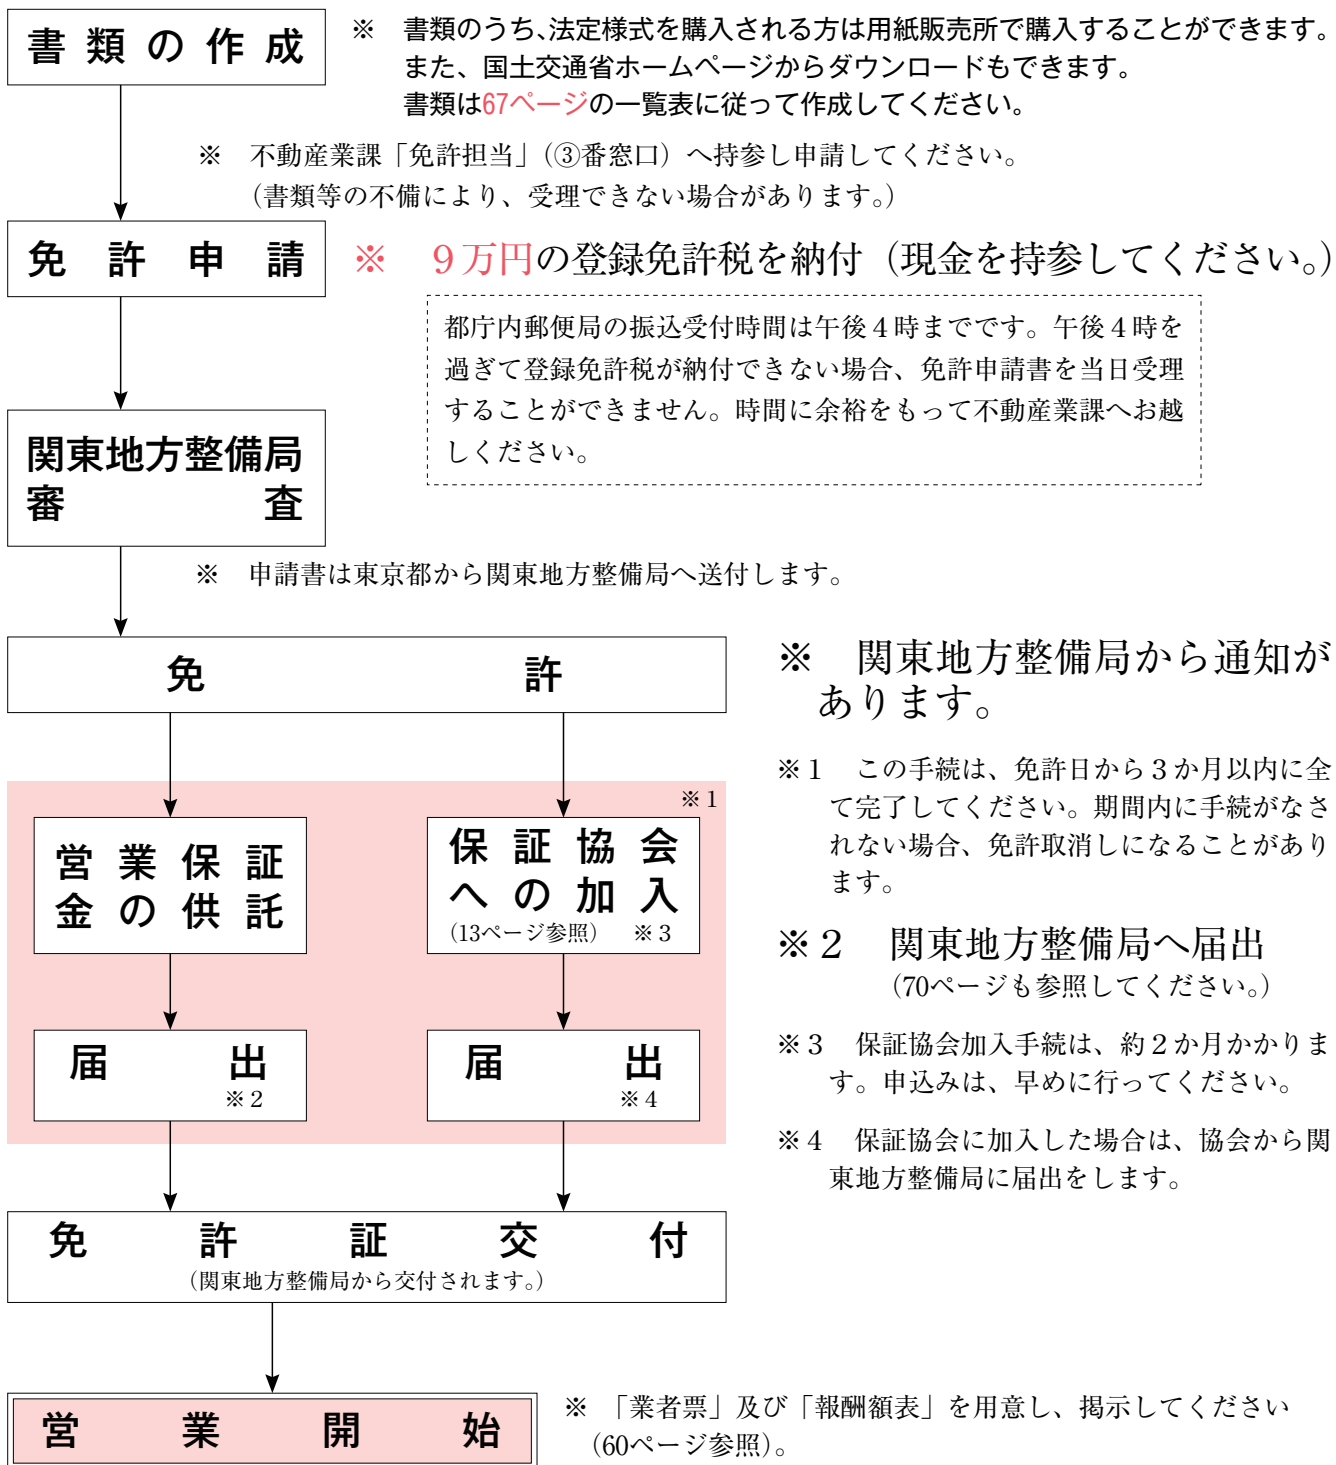 書類の作成
※　書類のうち、法定様式を購入される方は用紙販売所で購入することができます。
また、国土交通省ホームページからダウンロードもできます。
書類は67ページの一覧表に従って作成してください。
※　不動産業課「免許担当」（③番窓口）へ持参し申請してください。
（書類等の不備により、受理できない場合があります。）
免許申請
※　９万円の登録免許税を納付（現金を持参してください。）
都庁内郵便局の振込受付時間は午後４時までです。午後４時を
過ぎて登録免許税が納付できない場合、免許申請書を当日受理
することができません。時間に余裕をもって不動産業課へお越
しください。
関東地方整備局
審査
※　申請書は東京都から関東地方整備局へ送付します。
免許
※　関東地方整備局から通知が
あります。
※１
営業保証
金の供託
保証協会
への加入
（13ページ参照）　※３
届出
※２
届出
※４
※１　この手続は、免許日から３か月以内に全
て完了してください。期間内に手続がなさ
れない場合、免許取消しになることがあり
ます。
※２　関東地方整備局へ届出
（70ページも参照してください。）
※３　保証協会加入手続は、約２か月かかりま
す。申込みは、早めに行ってください。
※４　保証協会に加入した場合は、協会から関
東地方整備局に届出をします。
免許証交付
（関東地方整備局から交付されます。）
営業開始
※　「業者票」及び「報酬額表」を用意し、掲示してください
（60ページ参照）。